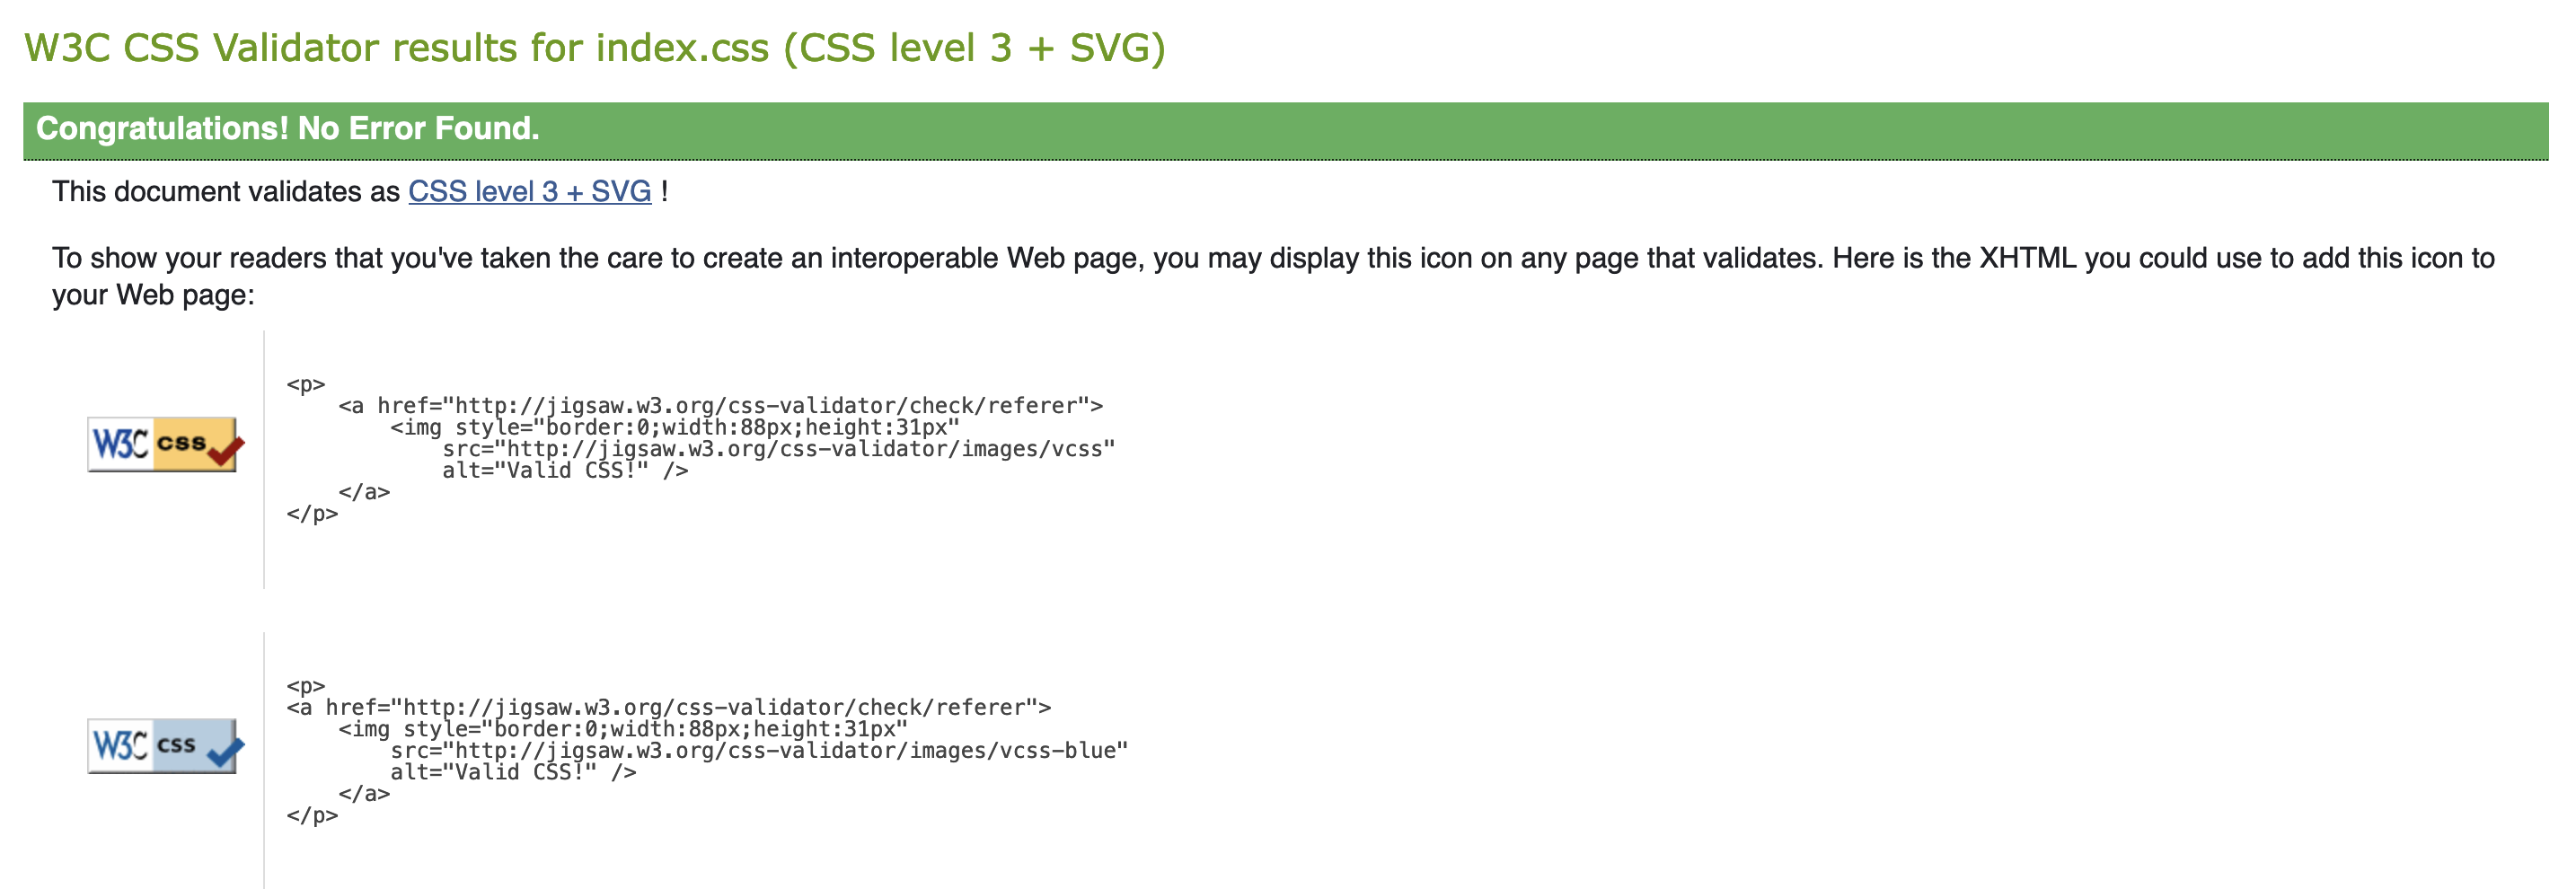 W3C CSS Validator results for index.css (CSS level 3 + SVG)
Congratulations! No Error Found.
This document validates as CSS level 3 + SVG !
To show your readers that you've taken the care to create an interoperable Web page, you may display this icon on any page that validates. Here is the XHTML you could use to add this icon to
your Web page:
W3C css
<p>
    <a href="http://jigsaw.w3.org/css-validator/check/referer">
        <img style="border:0;width:88px;height:31px"
            src="http://jigsaw.w3.org/css-validator/images/vcss"
            alt="Valid CSS!" />
    </a>
</p>
W3C css
<p>
<a href="http://jigsaw.w3.org/css-validator/check/referer">
    <img style="border:0;width:88px;height:31px"
        src="http://jigsaw.w3.org/css-validator/images/vcss-blue"
        alt="Valid CSS!" />
    </a>
</p>